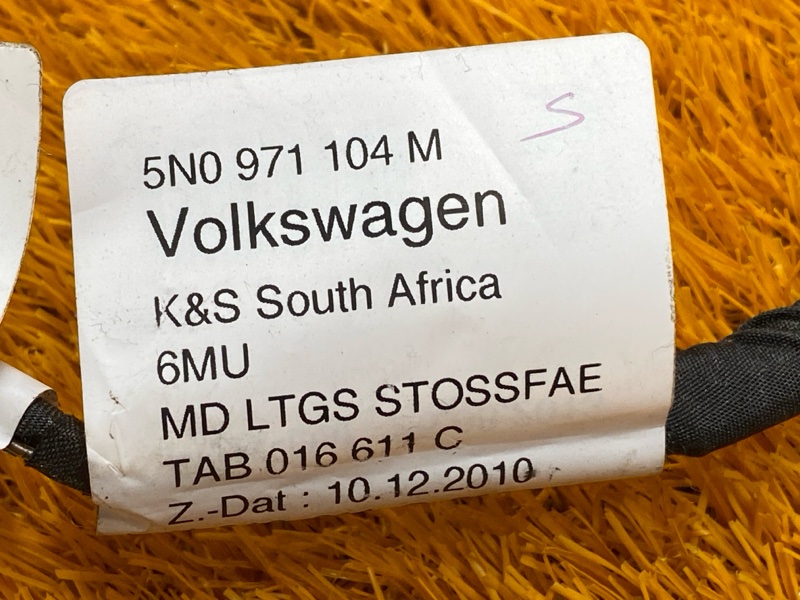 S
5N0 971 104 M
Volkswagen
K&S South Africa
6MU
MD LTGS STOSSFAE
TAB 016 611 C
Z.-Dat : 10.12.2010